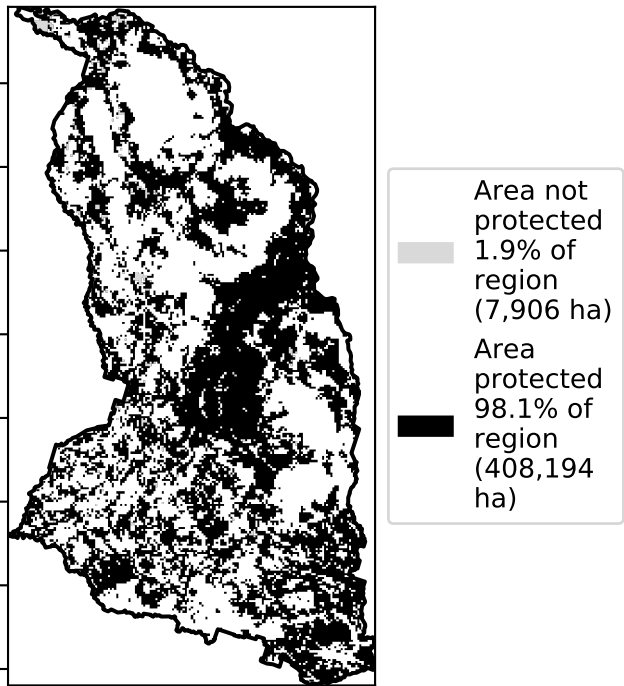 Area not
protected
1.9% of
region
(7,906 ha)
Area
protected
98.1% of
region
(408,194
ha)